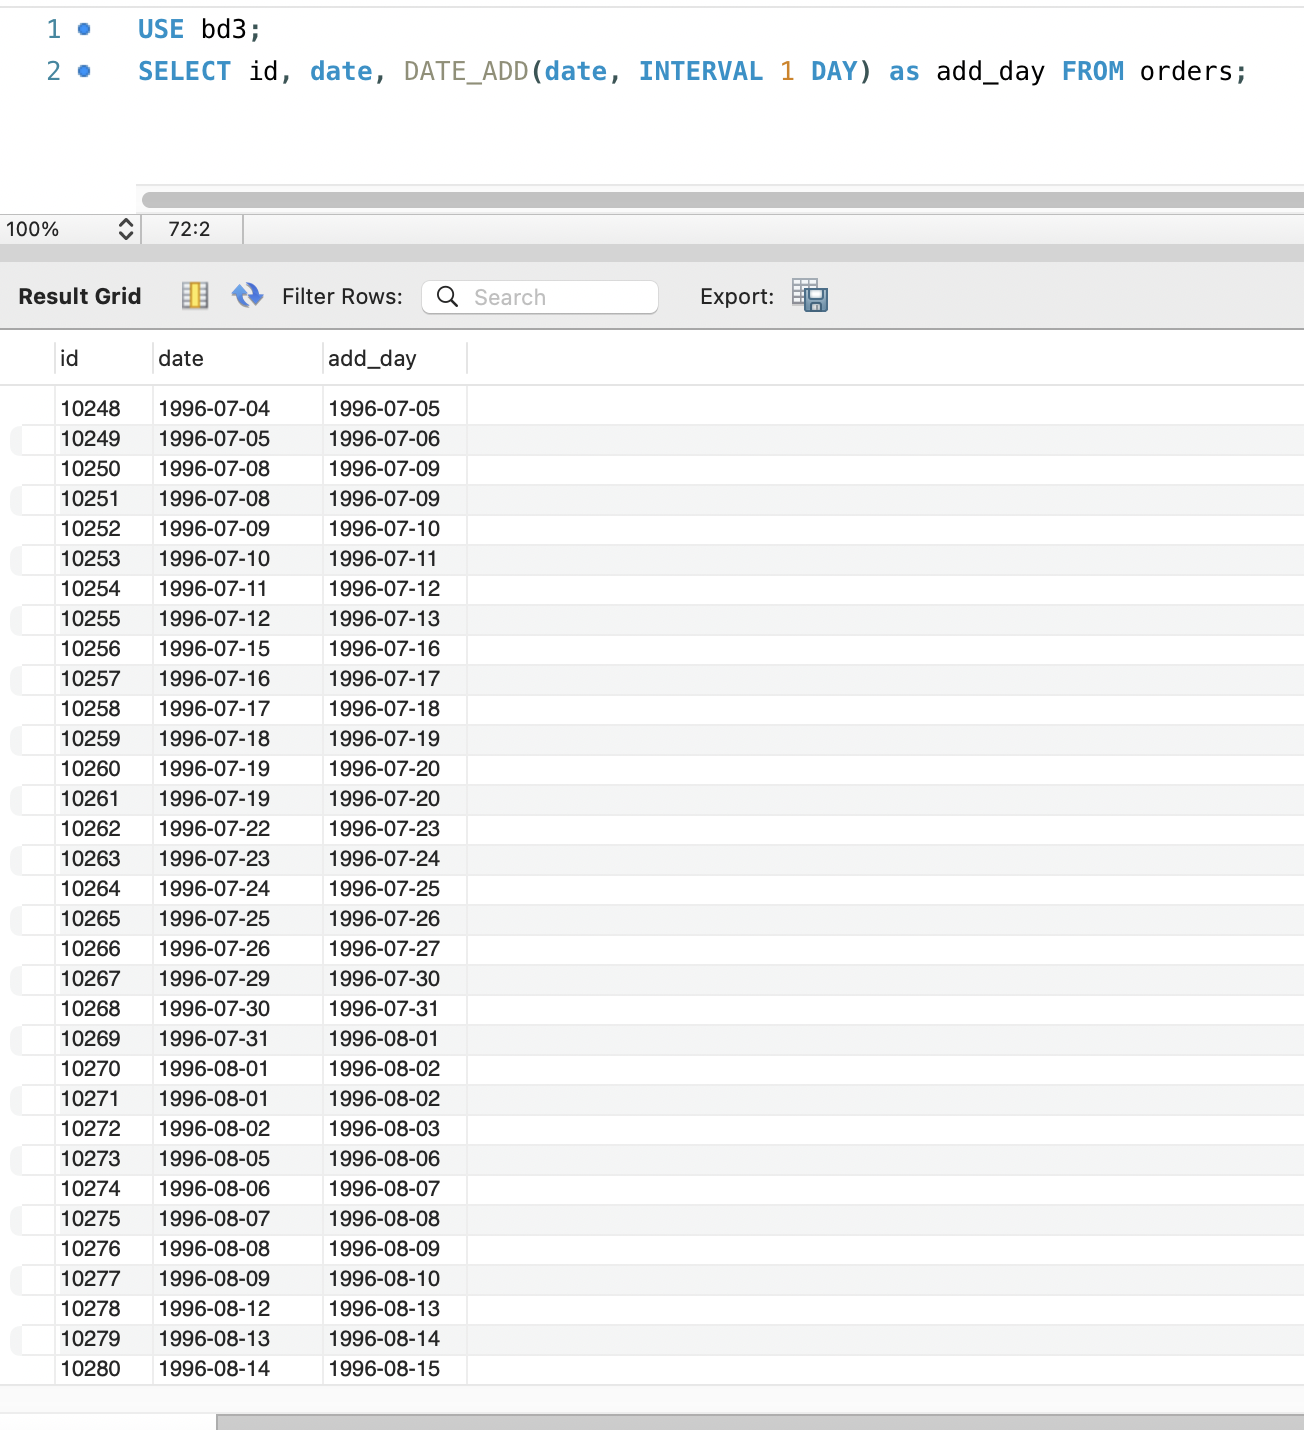 1 USE bd3;
2 SELECT id, date, DATE_ADD(date, INTERVAL 1 DAY) as add_day FROM orders;
100% 72:2
Result Grid Filter Rows: Search Export:
id date add_day
10248 1996-07-04 1996-07-05
10249 1996-07-05 1996-07-06
10250 1996-07-08 1996-07-09
10251 1996-07-08 1996-07-09
10252 1996-07-09 1996-07-10
10253 1996-07-10 1996-07-11
10254 1996-07-11 1996-07-12
10255 1996-07-12 1996-07-13
10256 1996-07-15 1996-07-16
10257 1996-07-16 1996-07-17
10258 1996-07-17 1996-07-18
10259 1996-07-18 1996-07-19
10260 1996-07-19 1996-07-20
10261 1996-07-19 1996-07-20
10262 1996-07-22 1996-07-23
10263 1996-07-23 1996-07-24
10264 1996-07-24 1996-07-25
10265 1996-07-25 1996-07-26
10266 1996-07-26 1996-07-27
10267 1996-07-29 1996-07-30
10268 1996-07-30 1996-07-31
10269 1996-07-31 1996-08-01
10270 1996-08-01 1996-08-02
10271 1996-08-01 1996-08-02
10272 1996-08-02 1996-08-03
10273 1996-08-05 1996-08-06
10274 1996-08-06 1996-08-07
10275 1996-08-07 1996-08-08
10276 1996-08-08 1996-08-09
10277 1996-08-09 1996-08-10
10278 1996-08-12 1996-08-13
10279 1996-08-13 1996-08-14
10280 1996-08-14 1996-08-15